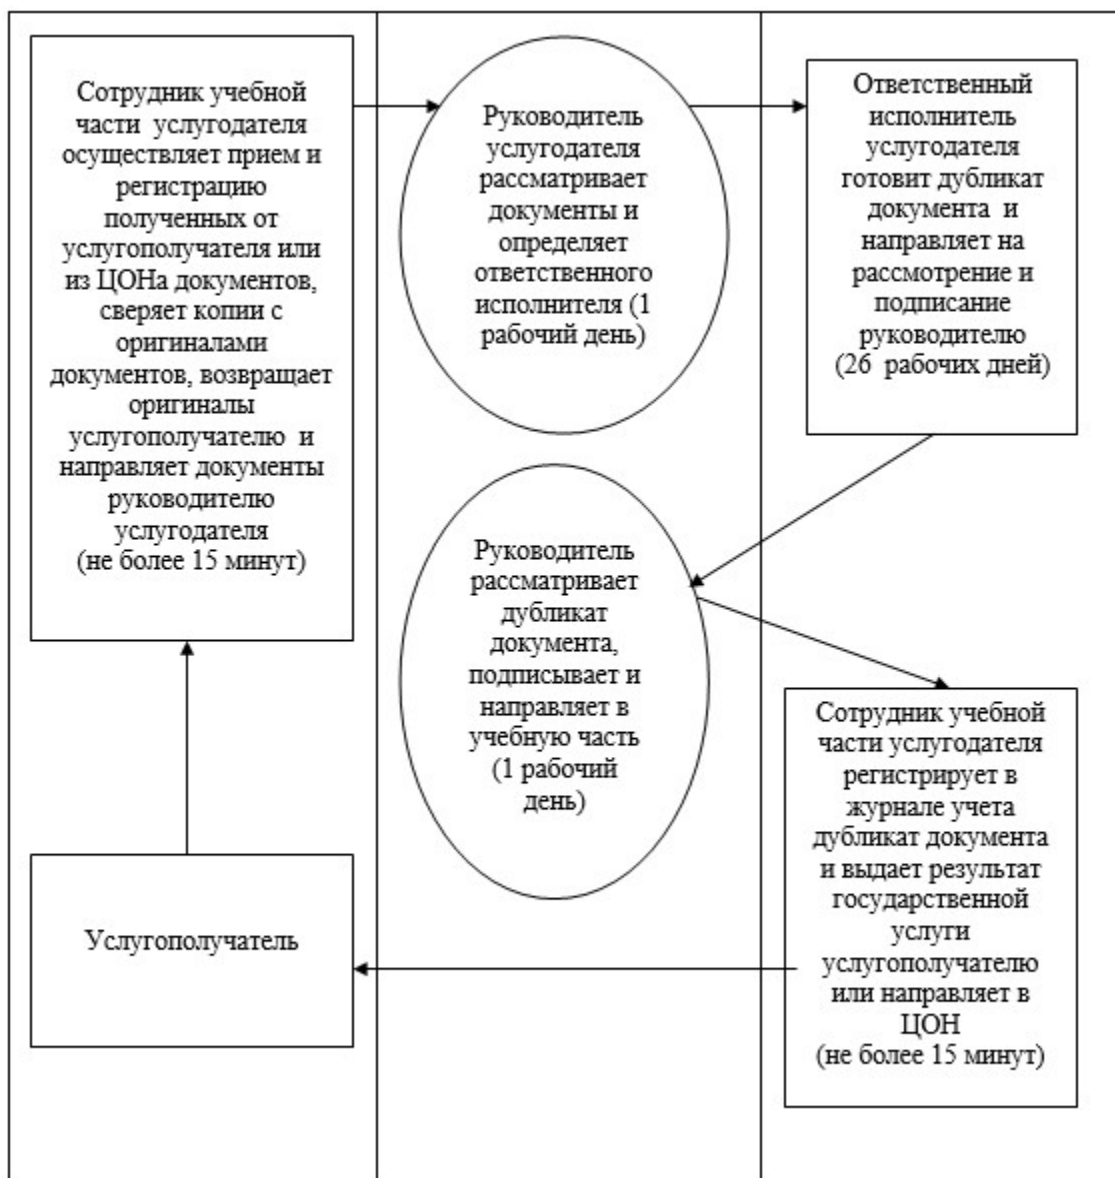 Сотрудник учебной
части услугодателя
осуществляет прием и
регистрацию
полученных от
услугополучателя или
из ЦОНа документов,
сверяет копии с
оригиналами
документов, возвращает
оригиналы
услугополучателю и
направляет документы
руководителю
услугодателя
(не более 15 минут)
Руководитель
услугодателя
рассматривает
документы и
определяет
ответственного
исполнителя (1
рабочий день)
Ответственный
исполнитель
услугодателя
готовит дубликат
документа и
направляет на
рассмотрение и
подписание
руководителю
(26 рабочих дней)
Руководитель
рассматривает
дубликат
документа,
подписывает и
направляет в
учебную часть
(1 рабочий
день)
Сотрудник учебной
части услугодателя
регистрирует в
журнале учета
дубликат документа
и выдает результат
государственной
услуги
услугополучателю
или направляет в
ЦОН
(не более 15 минут)
Услугополучатель